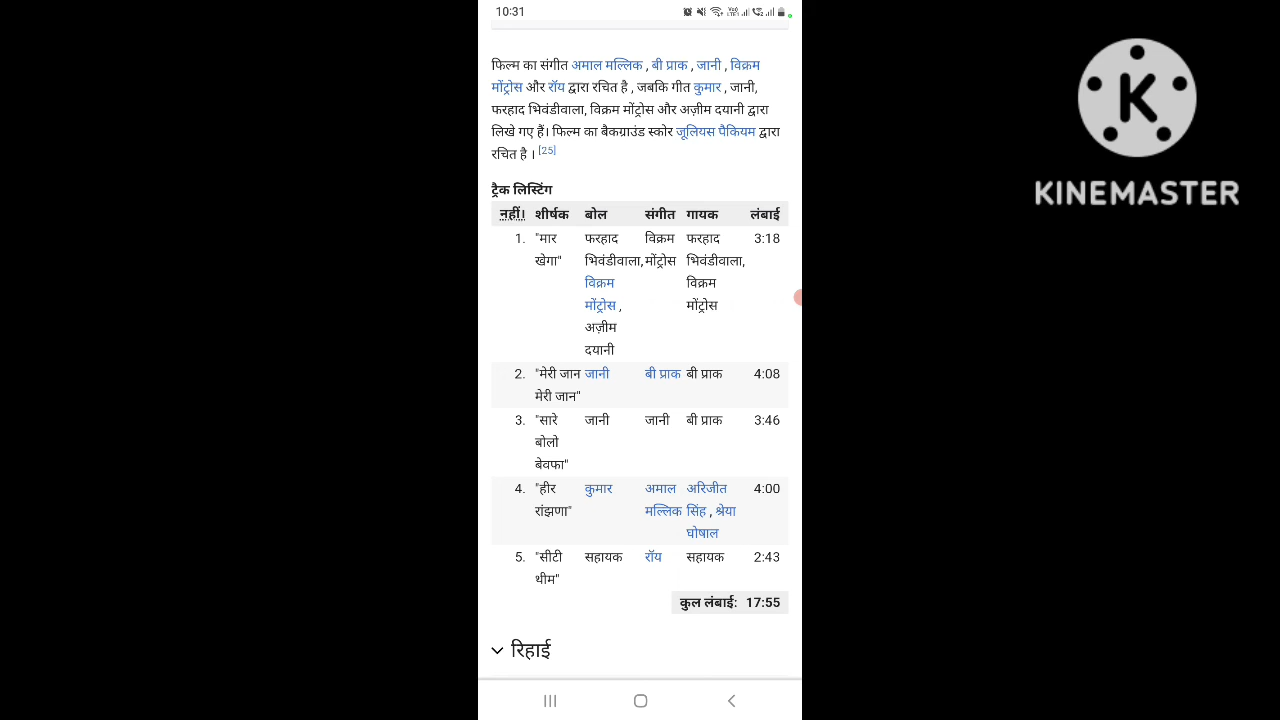 10:31
फिल्म का संगीत अमाल मल्लिक , बी प्राक , जानी , विक्रम
मोंट्रोस और रॉय द्वारा रचित है , जबकि गीत कुमार , जानी,
फरहाद भिवंडीवाला, विक्रम मोंट्रोस और अज़ीम दयानी द्वारा
लिखे गए हैं। फिल्म का बैकग्राउंड स्कोर जूलियस पैकियम द्वारा
रचित है । [25]
ट्रैक लिस्टिंग
नहीं। शीर्षक बोल संगीत गायक लंबाई
1. "मार फरहाद विक्रम फरहाद 3:18
खेगा" भिवंडीवाला, मोंट्रोस भिवंडीवाला,
विक्रम विक्रम
मोंट्रोस , मोंट्रोस
अज़ीम
दयानी
2. "मेरी जान जानी बी प्राक बी प्राक 4:08
मेरी जान"
3. "सारे जानी जानी बी प्राक 3:46
बोलो
बेवफा"
4. "हीर कुमार अमाल अरिजीत 4:00
रांझणा" मल्लिक सिंह , श्रेया
घोषाल
5. "सीटी सहायक रॉय सहायक 2:43
थीम"
कुल लंबाई: 17:55
रिहाई
K
KINEMASTER